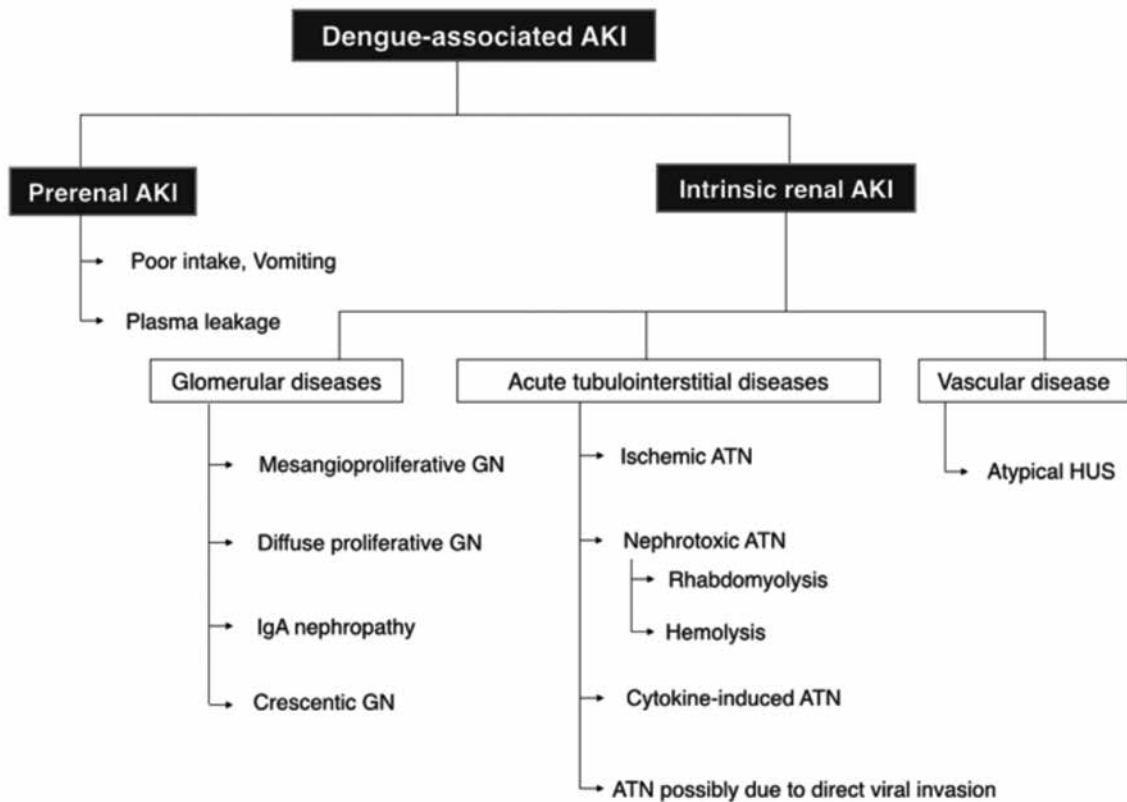 Dengue-associated AKI
Prerenal AKI
Intrinsic renal AKI
Poor intake, Vomiting
Plasma leakage
Glomerular diseases
Acute tubulointerstitial diseases
Vascular disease
Mesangioproliferative GN
Diffuse proliferative GN
IgA nephropathy
Crescentic GN
Ischemic ATN
Nephrotoxic ATN
Rhabdomyolysis
Hemolysis
Cytokine-induced ATN
ATN possibly due to direct viral invasion
Atypical HUS